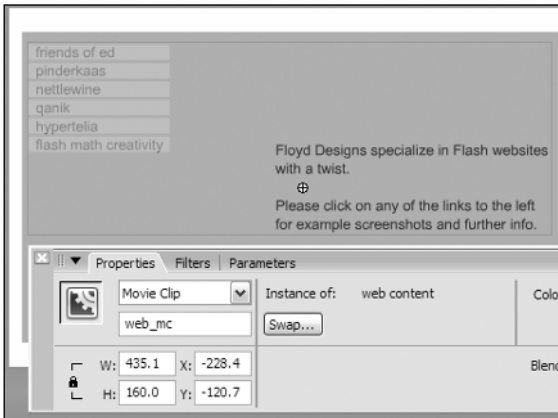 friends of ed
pinderkaas
nettlewine
qanik
hypertelia
flash math creativity
Floyd Designs specialize in Flash websites
with a twist.
Please click on any of the links to the left
for example screenshots and further info.
Properties Filters Parameters
Movie Clip Instance of: web content Colo
web_mc Swap...
W: 435.1 X: -228.4 Blend
H: 160.0 Y: -120.7